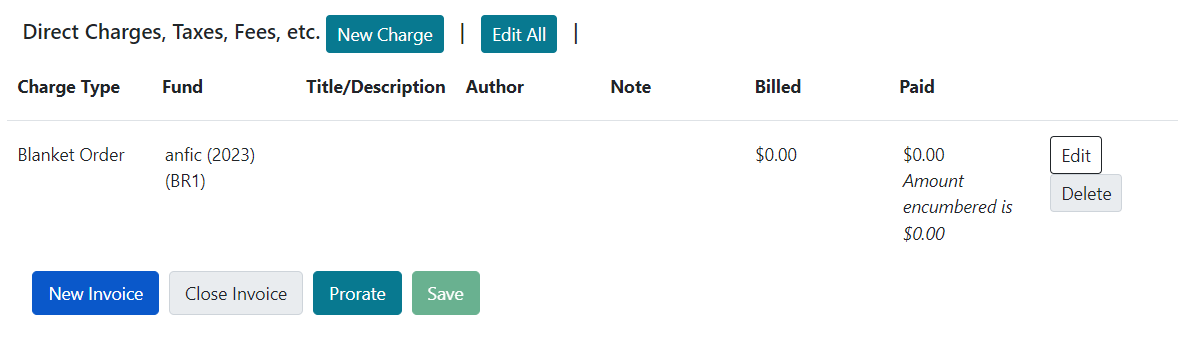 Direct Charges, Taxes, Fees, etc. New Charge | Edit All |
Charge Type Fund Title/Description Author Note Billed Paid
Blanket Order anfic (2023) $0.00 $0.00 Edit
(BR1) Amount Delete
encumbered is
$0.00
New Invoice Close Invoice Prorate Save